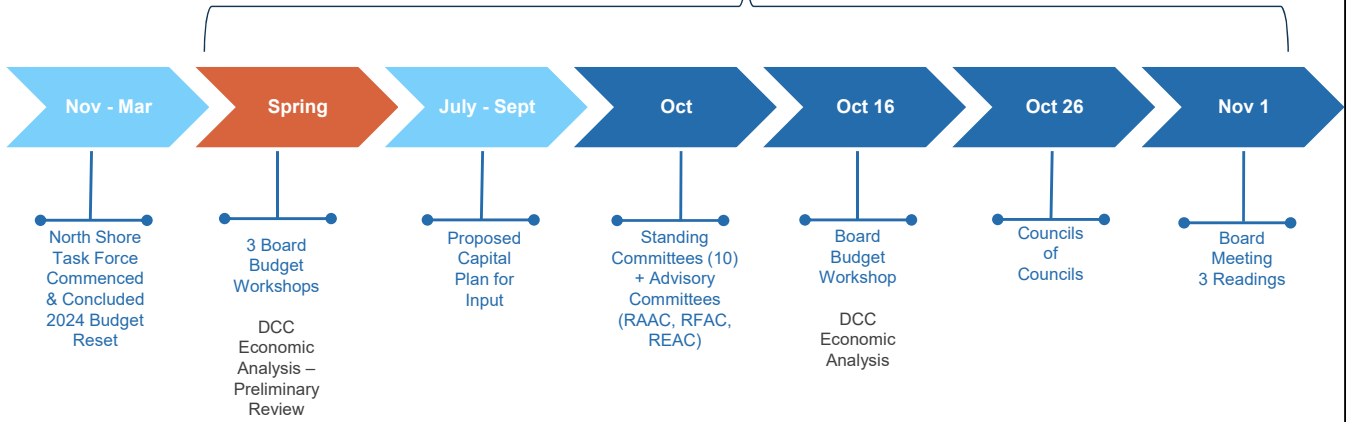 Nov - Mar
Spring
July - Sept
Oct
Oct 16
Oct 26
Nov 1
North Shore
Task Force
Commenced
& Concluded
2024 Budget
Reset
3 Board
Budget
Workshops
DCC
Economic
Analysis –
Preliminary
Review
Proposed
Capital
Plan for
Input
Standing
Committees (10)
+ Advisory
Committees
(RAAC, RFAC,
REAC)
Board
Budget
Workshop
DCC
Economic
Analysis
Councils
of
Councils
Board
Meeting
3 Readings